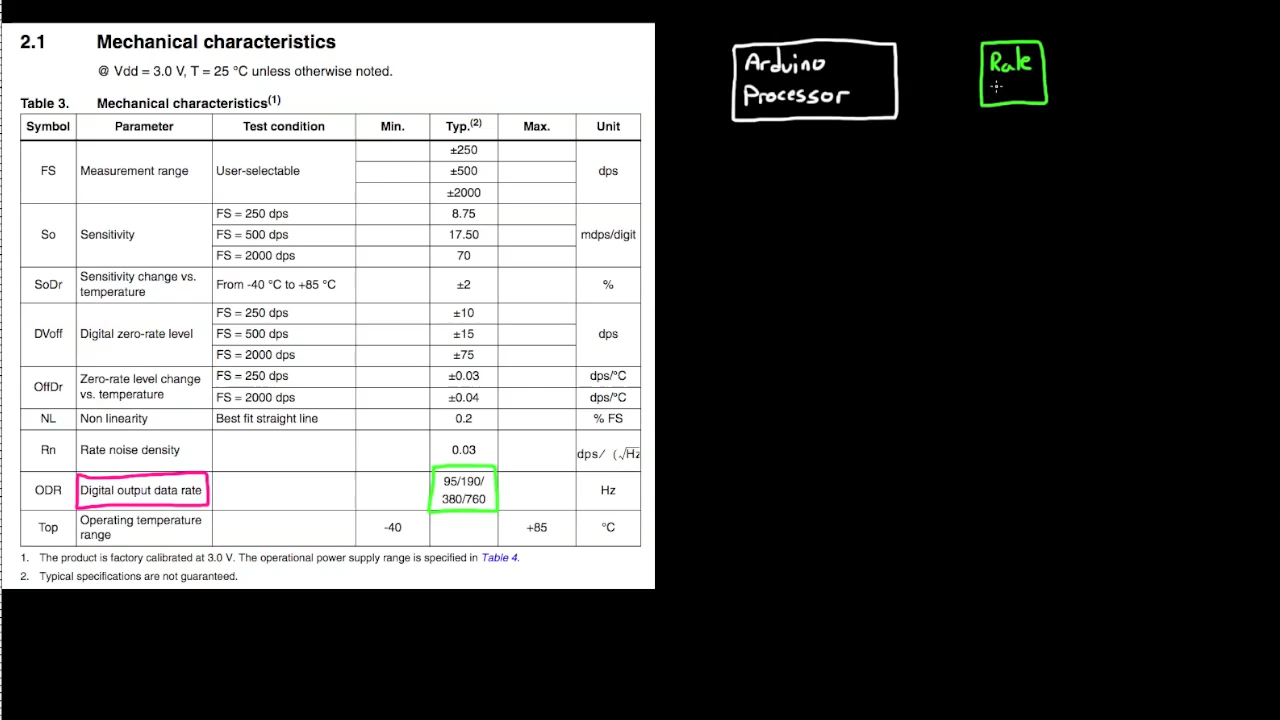 2.1 Mechanical characteristics
@ Vdd = 3.0 V, T = 25 °C unless otherwise noted.
Table 3. Mechanical characteristics(1)
Symbol Parameter Test condition Min. Typ.(2) Max. Unit
FS Measurement range User-selectable ±250 dps
±500
±2000
So Sensitivity FS = 250 dps 8.75 mdps/digit
FS = 500 dps 17.50
FS = 2000 dps 70
SoDr Sensitivity change vs. temperature From -40 °C to +85 °C ±2 %
DVoff Digital zero-rate level FS = 250 dps ±10 dps
FS = 500 dps ±15
FS = 2000 dps ±75
OffDr Zero-rate level change vs. temperature FS = 250 dps ±0.03 dps/°C
FS = 2000 dps ±0.04 dps/°C
NL Non linearity Best fit straight line 0.2 % FS
Rn Rate noise density 0.03 dps/(√Hz
ODR Digital output data rate 95/190/ 380/760 Hz
Top Operating temperature range -40 +85 °C
1. The product is factory calibrated at 3.0 V. The operational power supply range is specified in Table 4.
2. Typical specifications are not guaranteed.
Arduino
Processor
Rate